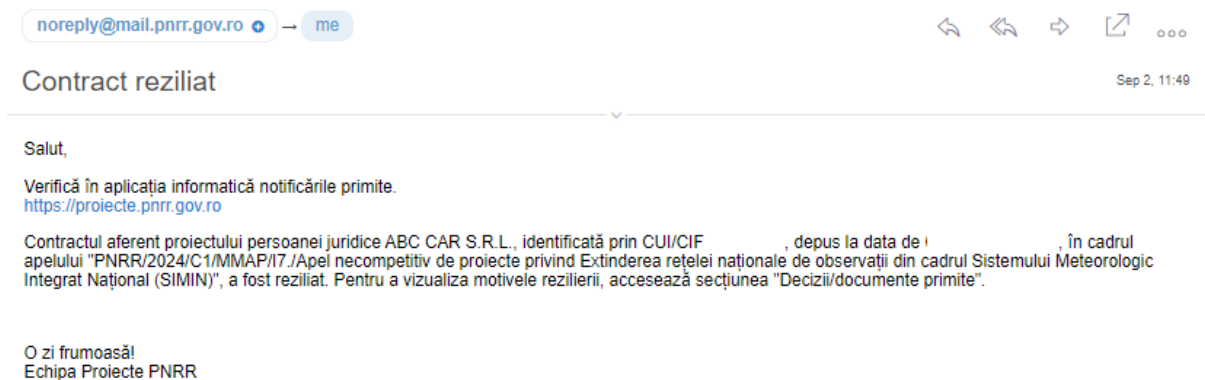 noreply@mail.pnrr.gov.ro → me
Contract reziliat
Sep 2, 11:49
Salut,
Verifică în aplicația informatică notificările primite.
https://proiecte.pnrr.gov.ro
Contractul aferent proiectului persoanei juridice ABC CAR S.R.L., identificată prin CUI/CIF , depus la data de , în cadrul
apelului "PNRR/2024/C1/MMAP/I7./Apel necompetitiv de proiecte privind Extinderea rețelei naționale de observații din cadrul Sistemului Meteorologic
Integrat Național (SIMIN)", a fost reziliat. Pentru a vizualiza motivele rezilierii, accesează secțiunea "Decizii/documente primite".
O zi frumoasă!
Echipa Proiecte PNRR